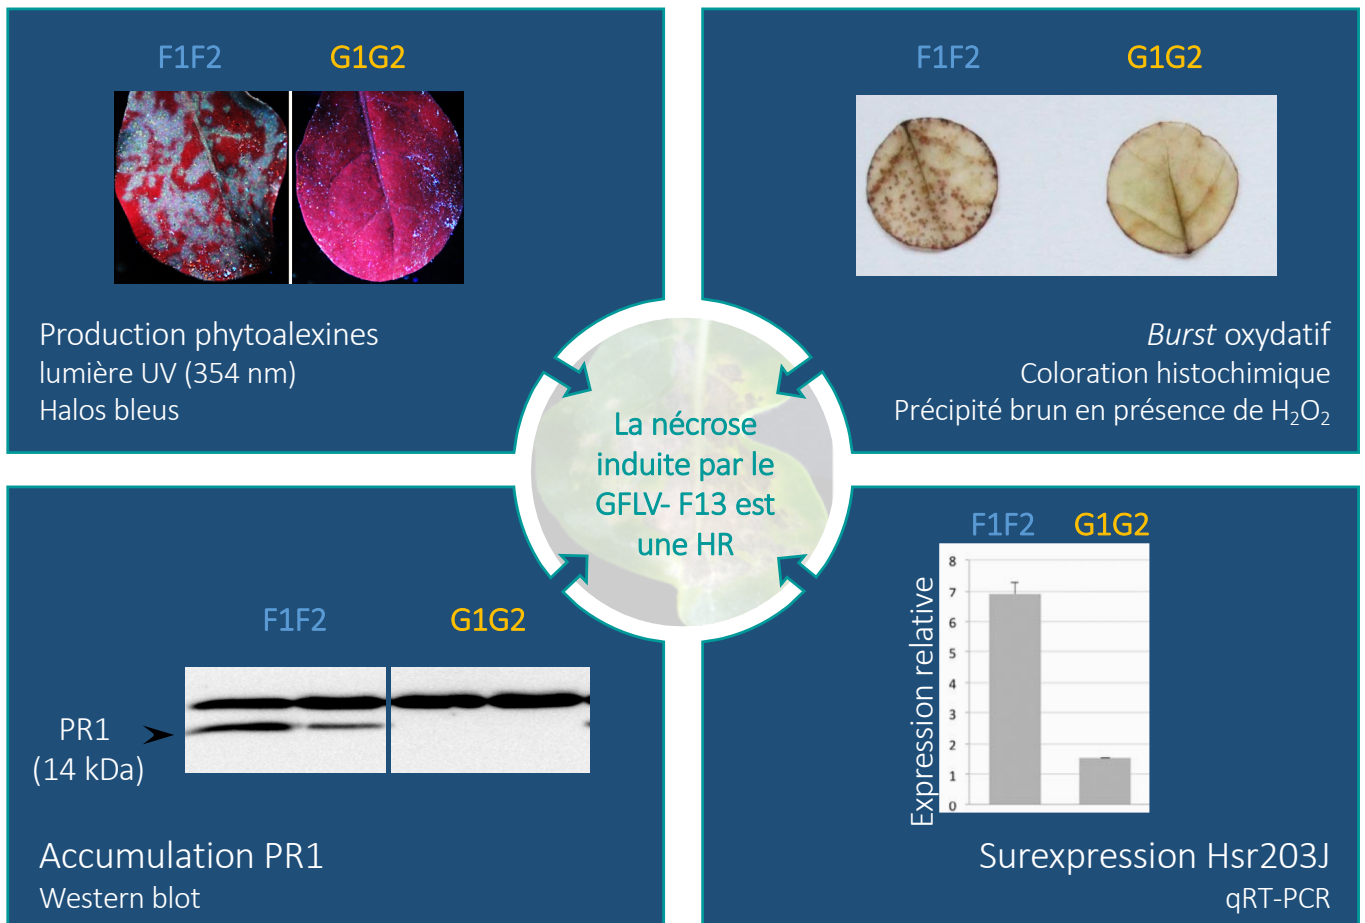 F1F2 G1G2
Production phytoalexines
lumière UV (354 nm)
Halos bleus
F1F2 G1G2
Burst oxydatif
Coloration histochimique
Précipité brun en présence de H₂O₂
La nécrose
induite par le
GFLV- F13 est
une HR
F1F2 G1G2
PR1
(14 kDa)
Accumulation PR1
Western blot
F1F2 G1G2
Expression relative
8
7
6
5
4
3
2
1
0
Surexpression Hsr203J
qRT-PCR